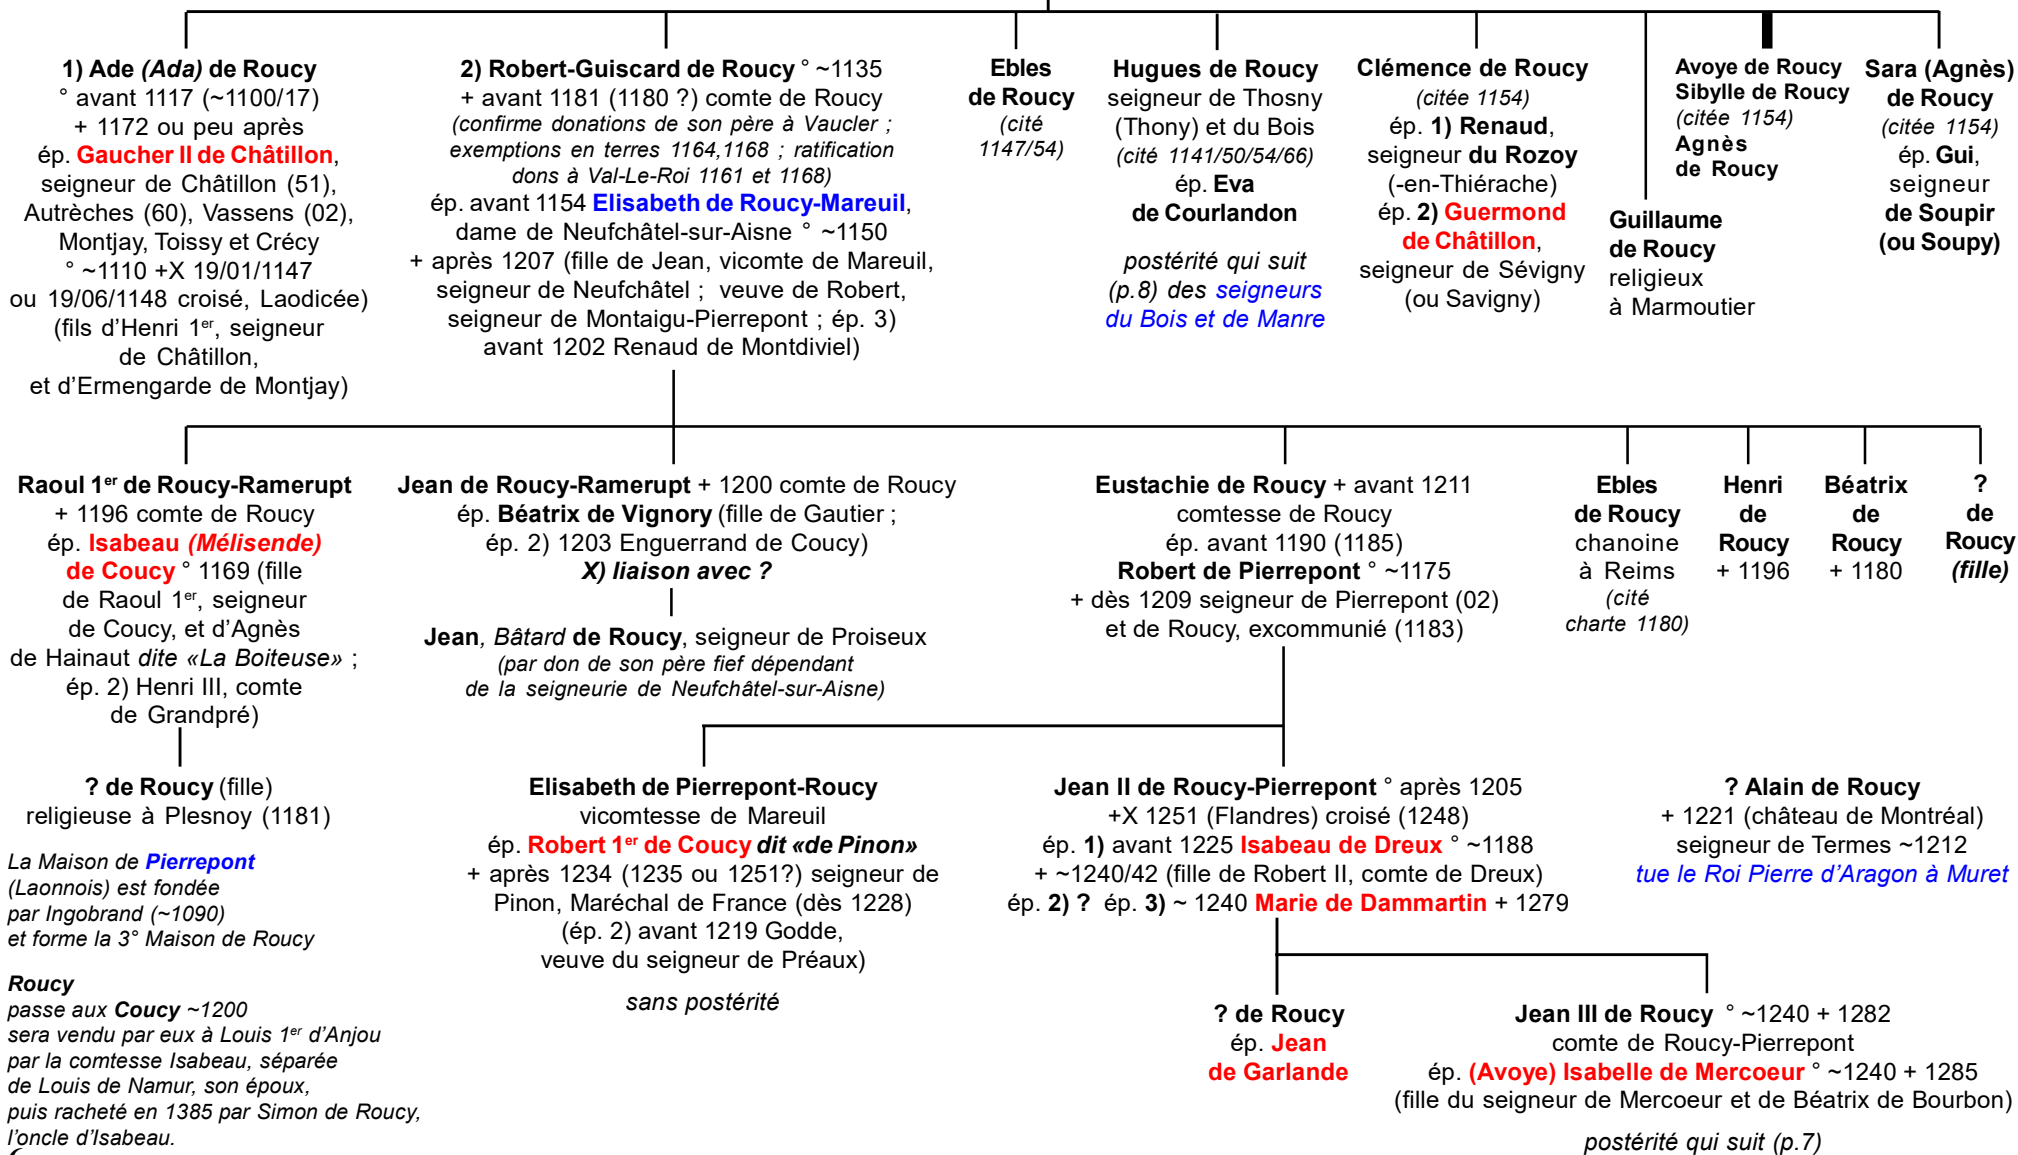 1) Ade (Ada) de Roucy
° avant 1117 (~1100/17)
+ 1172 ou peu après
ép. Gaucher II de Châtillon,
seigneur de Châtillon (51),
Autrèches (60), Vassens (02),
Montjay, Toissy et Crécy
° ~1110 +X 19/01/1147
ou 19/06/1148 croisé, Laodicée)
(fils d’Henri 1er, seigneur
de Châtillon,
et d’Ermengarde de Montjay)
2) Robert-Guiscard de Roucy ° ~1135
+ avant 1181 (1180 ?) comte de Roucy
(confirme donations de son père à Vaucler ;
exemptions en terres 1164,1168 ; ratification
dons à Val-Le-Roi 1161 et 1168)
ép. avant 1154 Elisabeth de Roucy-Mareuil,
dame de Neufchâtel-sur-Aisne ° ~1150
+ après 1207 (fille de Jean, vicomte de Mareuil,
seigneur de Neufchâtel ; veuve de Robert,
seigneur de Montaigu-Pierrepont ; ép. 3)
avant 1202 Renaud de Montdiviel)
Ebles
de Roucy
(cité
1147/54)
Hugues de Roucy
seigneur de Thosny
(Thony) et du Bois
(cité 1141/50/54/66)
ép. Eva
de Courlandon
postérité qui suit
(p.8) des seigneurs
du Bois et de Manre
Clémence de Roucy
(citée 1154)
ép. 1) Renaud,
seigneur du Rozoy
(-en-Thiérache)
ép. 2) Guermond
de Châtillon,
seigneur de Sévigny
(ou Savigny)
Guillaume
de Roucy
religieux
à Marmoutier
Avoye de Roucy
Sibylle de Roucy
(citée 1154)
Agnès
de Roucy
Sara (Agnès)
de Roucy
(citée 1154)
ép. Gui,
seigneur
de Soupir
(ou Soupy)
Raoul 1er de Roucy-Ramerupt
+ 1196 comte de Roucy
ép. Isabeau (Mélisende)
de Coucy ° 1169 (fille
de Raoul 1er, seigneur
de Coucy, et d’Agnès
de Hainaut dite «La Boiteuse» ;
ép. 2) Henri III, comte
de Grandpré)
Jean de Roucy-Ramerupt + 1200 comte de Roucy
ép. Béatrix de Vignory (fille de Gautier ;
ép. 2) 1203 Enguerrand de Coucy)
X) liaison avec ?
Jean, Bâtard de Roucy, seigneur de Proiseux
(par don de son père fief dépendant
de la seigneurie de Neufchâtel-sur-Aisne)
Eustachie de Roucy + avant 1211
comtesse de Roucy
ép. avant 1190 (1185)
Robert de Pierrepont ° ~1175
+ dès 1209 seigneur de Pierrepont (02)
et de Roucy, excommunié (1183)
Ebles
de Roucy
chanoine
à Reims
(cité
charte 1180)
Henri
de
Roucy
+ 1196
Béatrix
de
Roucy
+ 1180
?
de
Roucy
(fille)
? de Roucy (fille)
religieuse à Plesnoy (1181)
Elisabeth de Pierrepont-Roucy
vicomtesse de Mareuil
ép. Robert 1er de Coucy dit «de Pinon»
+ après 1234 (1235 ou 1251?) seigneur de
Pinon, Maréchal de France (dès 1228)
(ép. 2) avant 1219 Godde,
veuve du seigneur de Préaux)
sans postérité
Jean II de Roucy-Pierrepont ° après 1205
+X 1251 (Flandres) croisé (1248)
ép. 1) avant 1225 Isabeau de Dreux ° ~1188
+ ~1240/42 (fille de Robert II, comte de Dreux)
ép. 2) ? ép. 3) ~ 1240 Marie de Dammartin + 1279
? Alain de Roucy
+ 1221 (château de Montréal)
seigneur de Termes ~1212
tue le Roi Pierre d’Aragon à Muret
La Maison de Pierrepont
(Laonnois) est fondée
par Ingobrand (~1090)
et forme la 3° Maison de Roucy
Roucy
passe aux Coucy ~1200
sera vendu par eux à Louis 1er d’Anjou
par la comtesse Isabeau, séparée
de Louis de Namur, son époux,
puis racheté en 1385 par Simon de Roucy,
l’oncle d’Isabeau.
? de Roucy
ép. Jean
de Garlande
Jean III de Roucy ° ~1240 + 1282
comte de Roucy-Pierrepont
ép. (Avoye) Isabelle de Mercoeur ° ~1240 + 1285
(fille du seigneur de Mercoeur et de Béatrix de Bourbon)
postérité qui suit (p.7)